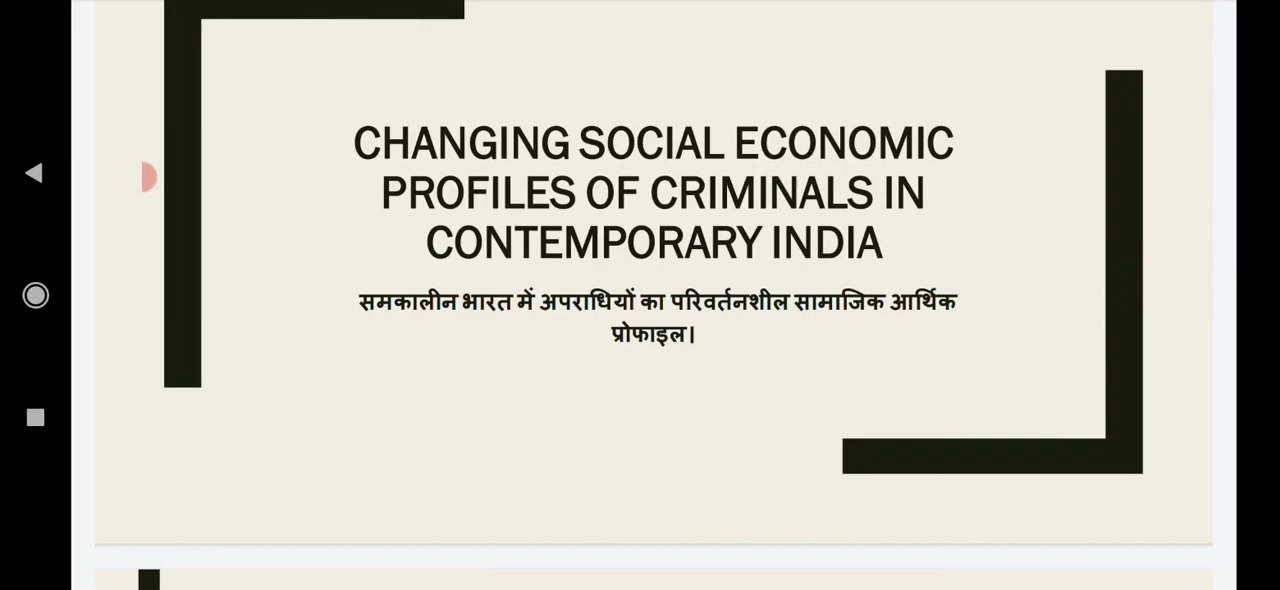 CHANGING SOCIAL ECONOMIC
PROFILES OF CRIMINALS IN
CONTEMPORARY INDIA
समकालीन भारत में अपराधियों का परिवर्तनशील सामाजिक आर्थिक
प्रोफाइल।